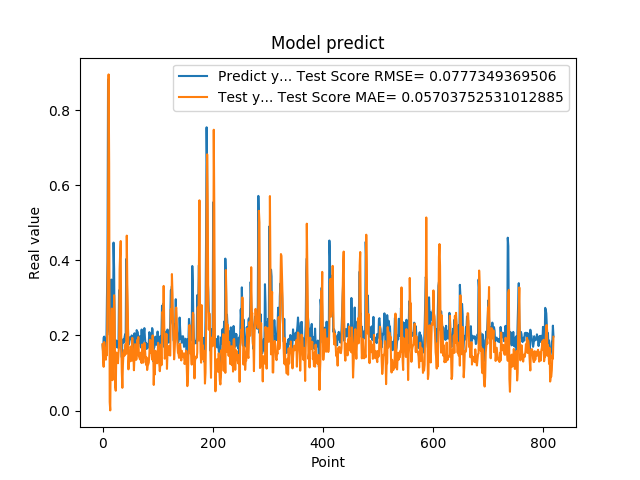 Model predict
Predict y... Test Score RMSE= 0.0777349369506
Test y... Test Score MAE= 0.05703752531012885
0.8
0.6
0.4
0.2
0.0
Real value
0 200 400 600 800
Point